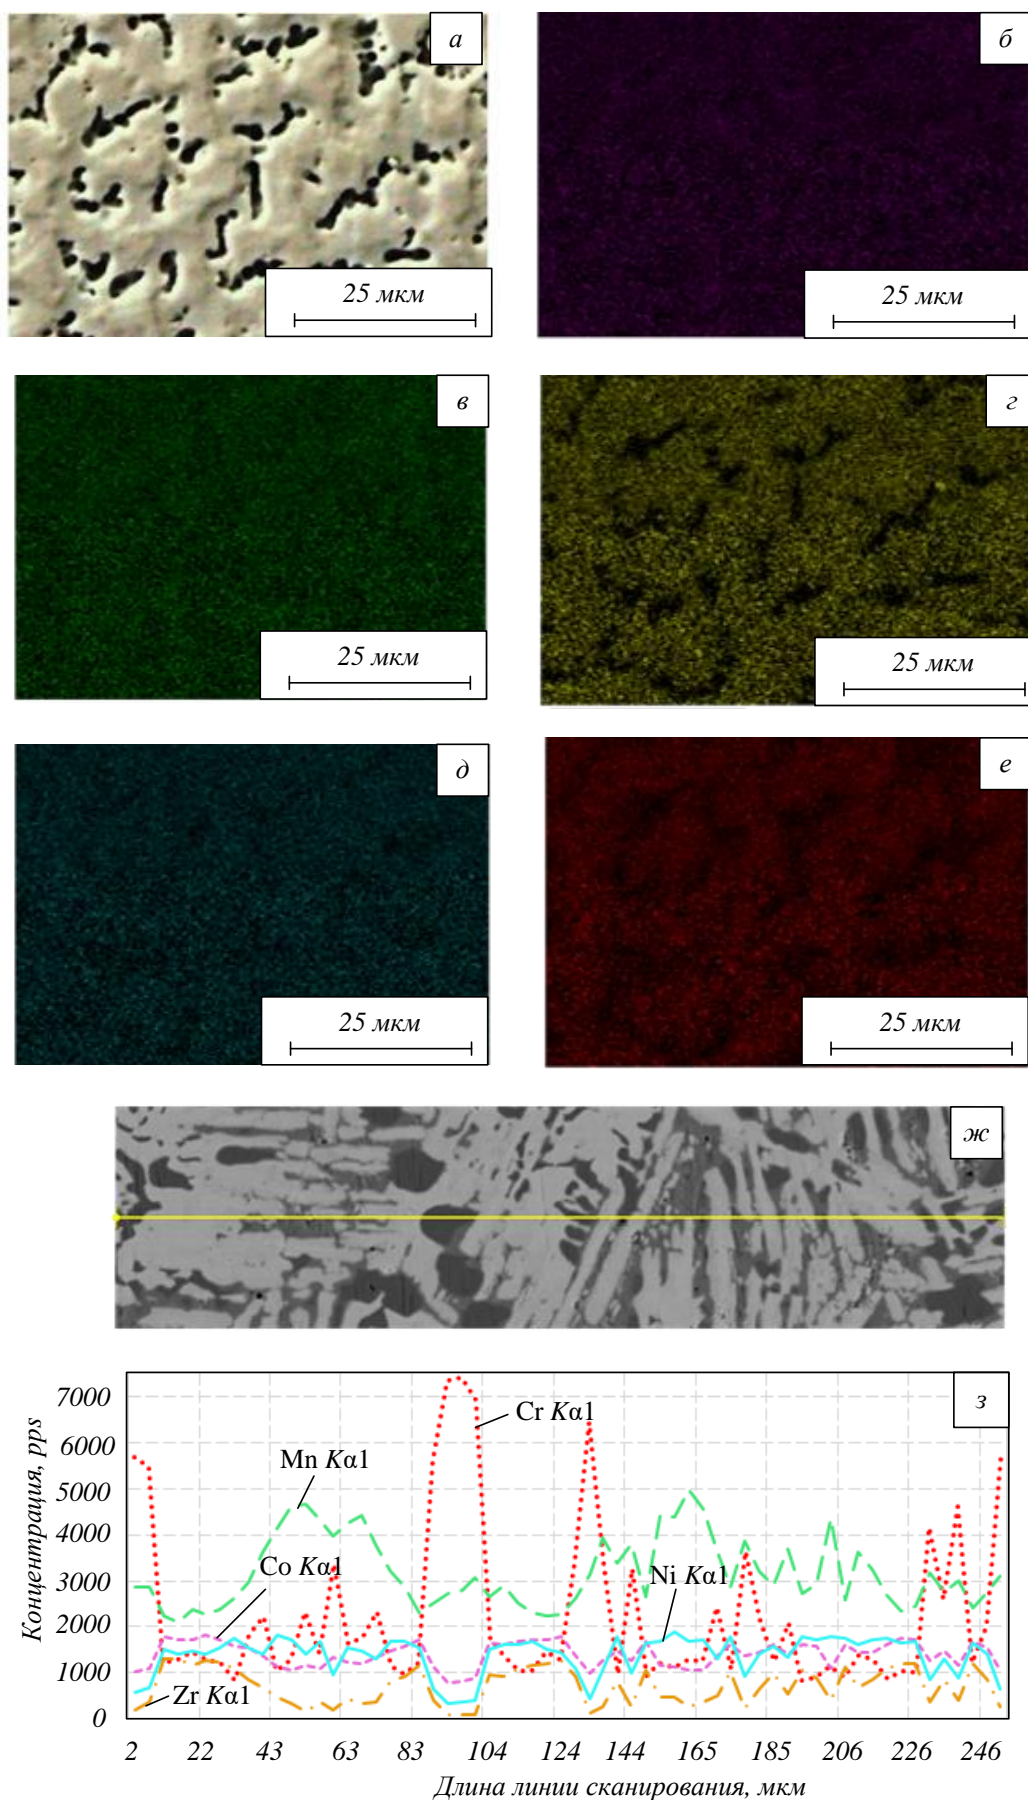 а
б
25 мкм
25 мкм
в
г
25 мкм
25 мкм
д
е
25 мкм
25 мкм
ж
з
Концентрация, pps
7000
6000
5000
4000
3000
2000
1000
0
Cr Kα1
Mn Kα1
Co Kα1
Ni Kα1
Zr Kα1
2 22 43 63 83 104 124 144 165 185 206 226 246
Длина линии сканирования, мкм